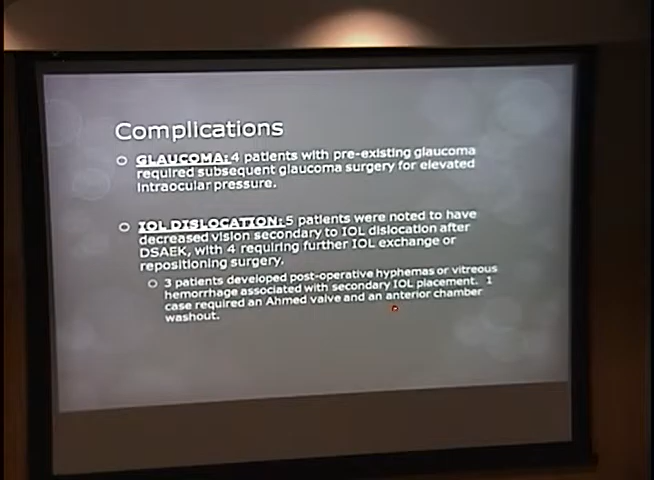 Complications
GLAUCOMA: 4 patients with pre-existing glaucoma
required subsequent glaucoma surgery for elevated
intraocular pressure.
IOL DISLOCATION: 5 patients were noted to have
decreased vision secondary to IOL dislocation after
DSAEK, with 4 requiring further IOL exchange or
repositioning surgery.
3 patients developed post-operative hyphemas or vitreous
hemorrhage associated with secondary IOL placement. 1
case required an Ahmed valve and an anterior chamber
washout.